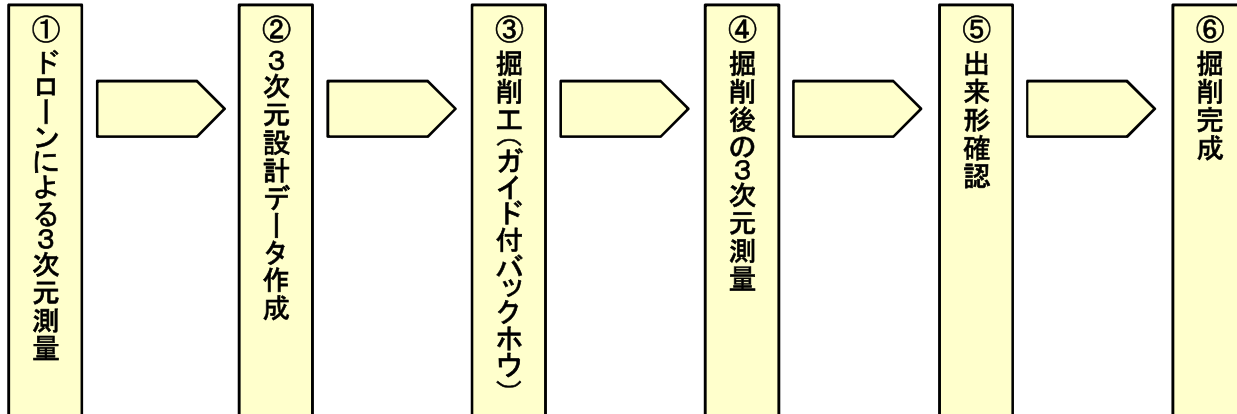 ①ドローンによる3次元測量
②3次元設計データ作成
③掘削工（ガイド付バックホウ）
④掘削後の3次元測量
⑤出来形確認
⑥掘削完成